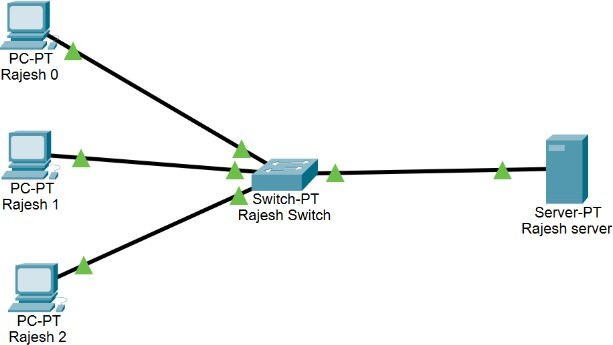 PC-PT
Rajesh 0
PC-PT
Rajesh 1
Switch-PT
Rajesh Switch
Server-PT
Rajesh server
PC-PT
Rajesh 2